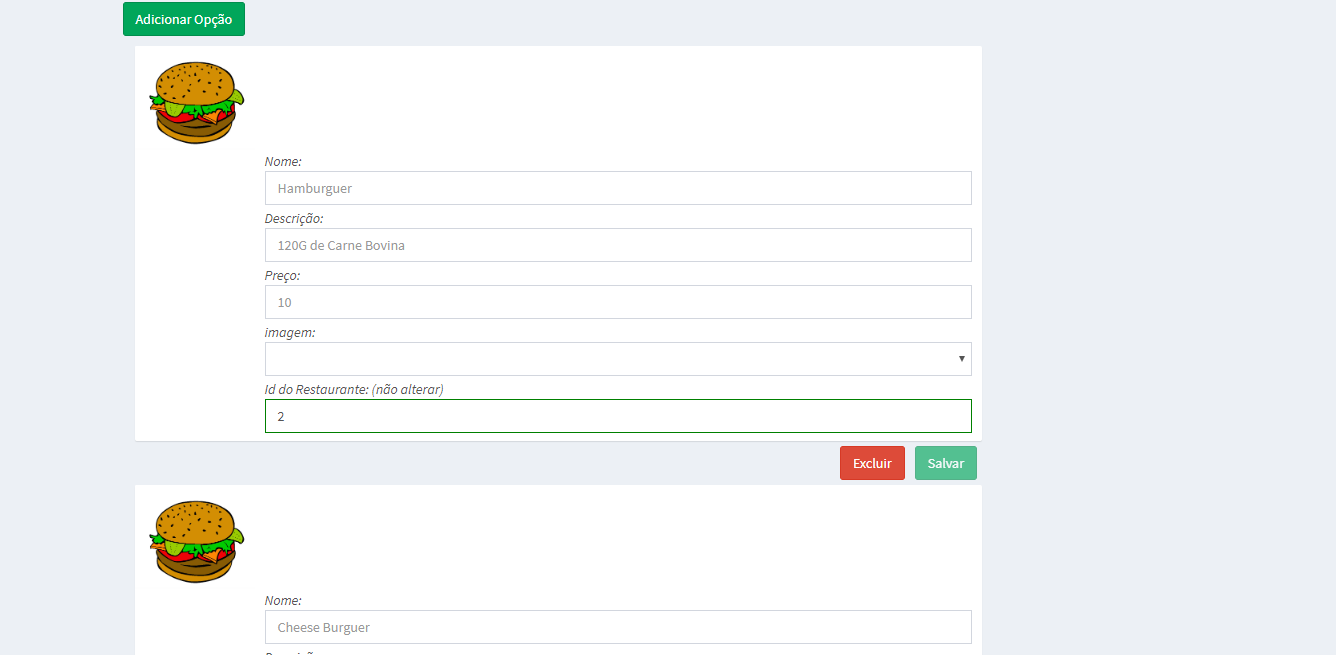 Adicionar Opção
Nome:
Hamburguer
Descrição:
120G de Carne Bovina
Preço:
10
imagem:
Id do Restaurante: (não alterar)
2
Excluir Salvar
Nome:
Cheese Burguer